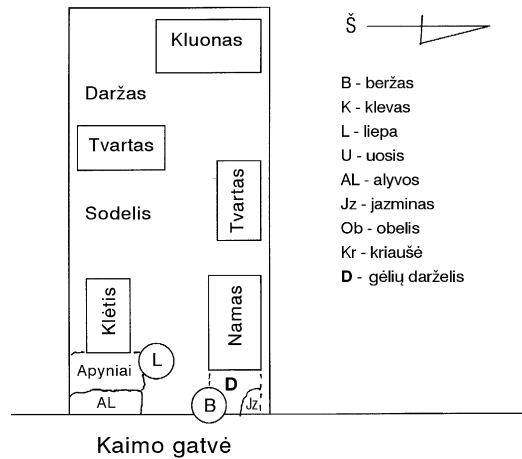 Kluonas
Š
Daržas
Tvartas
Tvartas
Sodelis
Klėtis
Namas
L
Apyniai
D
AL
B
Jz
Kaimo gatvė
B - beržas
K - klevas
L - liepa
U - uosis
AL - alyvos
Jz - jazminas
Ob - obelis
Kr - kriaušė
D - gėlių darželis